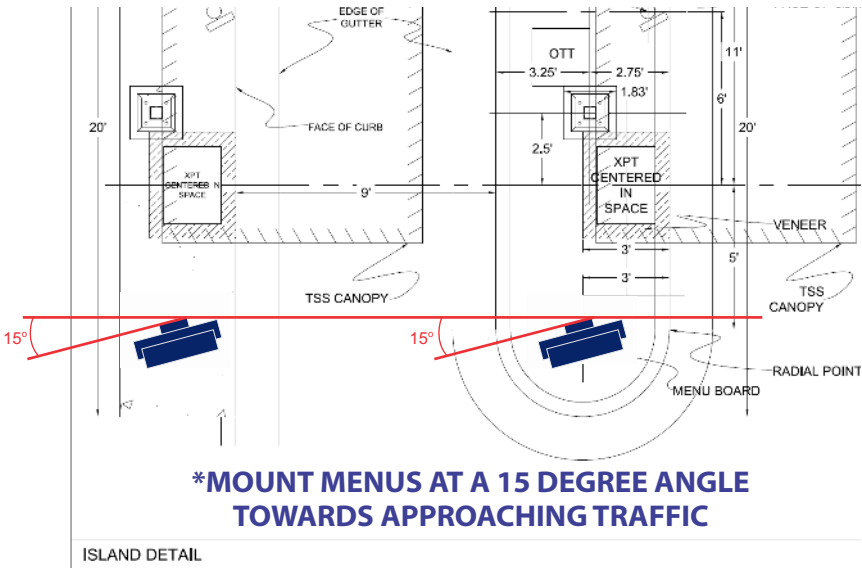 EDGE OF
GUTTER
FACE OF CURB
20'
XPT
CENTERED IN
SPACE
9'
TSS CANOPY
OTT
3.25'
2.75'
1.83'
11'
6'
20'
2.5'
XPT
CENTERED
IN
SPACE
VENEER
3'
5'
3'
TSS
CANOPY
15°
15°
RADIAL POINT
MENU BOARD
*MOUNT MENUS AT A 15 DEGREE ANGLE
TOWARDS APPROACHING TRAFFIC
ISLAND DETAIL